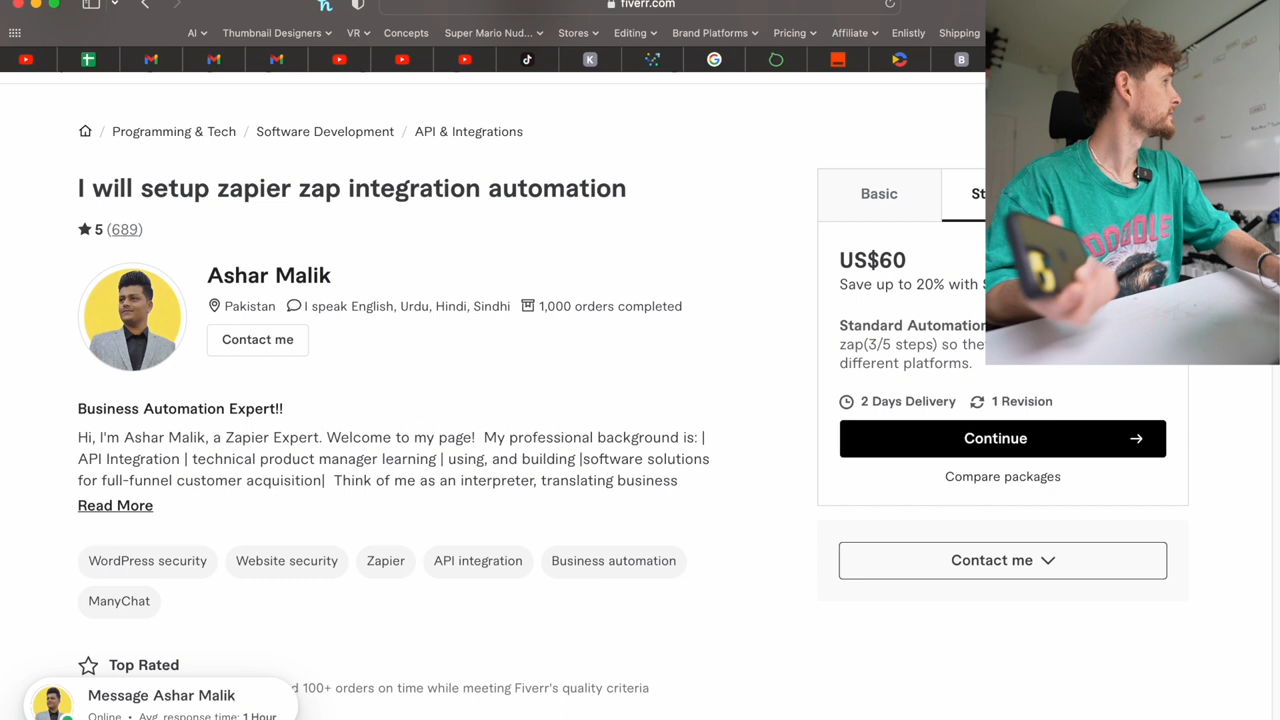 fiverr.com
AI
Thumbnail Designers
VR
Concepts
Super Mario Nud...
Stores
Editing
Brand Platforms
Pricing
Affiliate
Enlistly
Shipping
Programming & Tech / Software Development / API & Integrations
I will setup zapier zap integration automation
5 (689)
Ashar Malik
Pakistan
I speak English, Urdu, Hindi, Sindhi
1,000 orders completed
Contact me
Business Automation Expert!!
Hi, I'm Ashar Malik, a Zapier Expert. Welcome to my page! My professional background is: |
API Integration | technical product manager learning | using, and building |software solutions
for full-funnel customer acquisition| Think of me as an interpreter, translating business
Read More
WordPress security
Website security
Zapier
API integration
Business automation
ManyChat
Top Rated
100+ orders on time while meeting Fiverr's quality criteria
Message Ashar Malik
Online • Avg. response time: 1 Hour
Basic
US$60
Save up to 20% with
Standard Automation
zap(3/5 steps) so
different platforms.
2 Days Delivery
1 Revision
Continue
Compare packages
Contact me